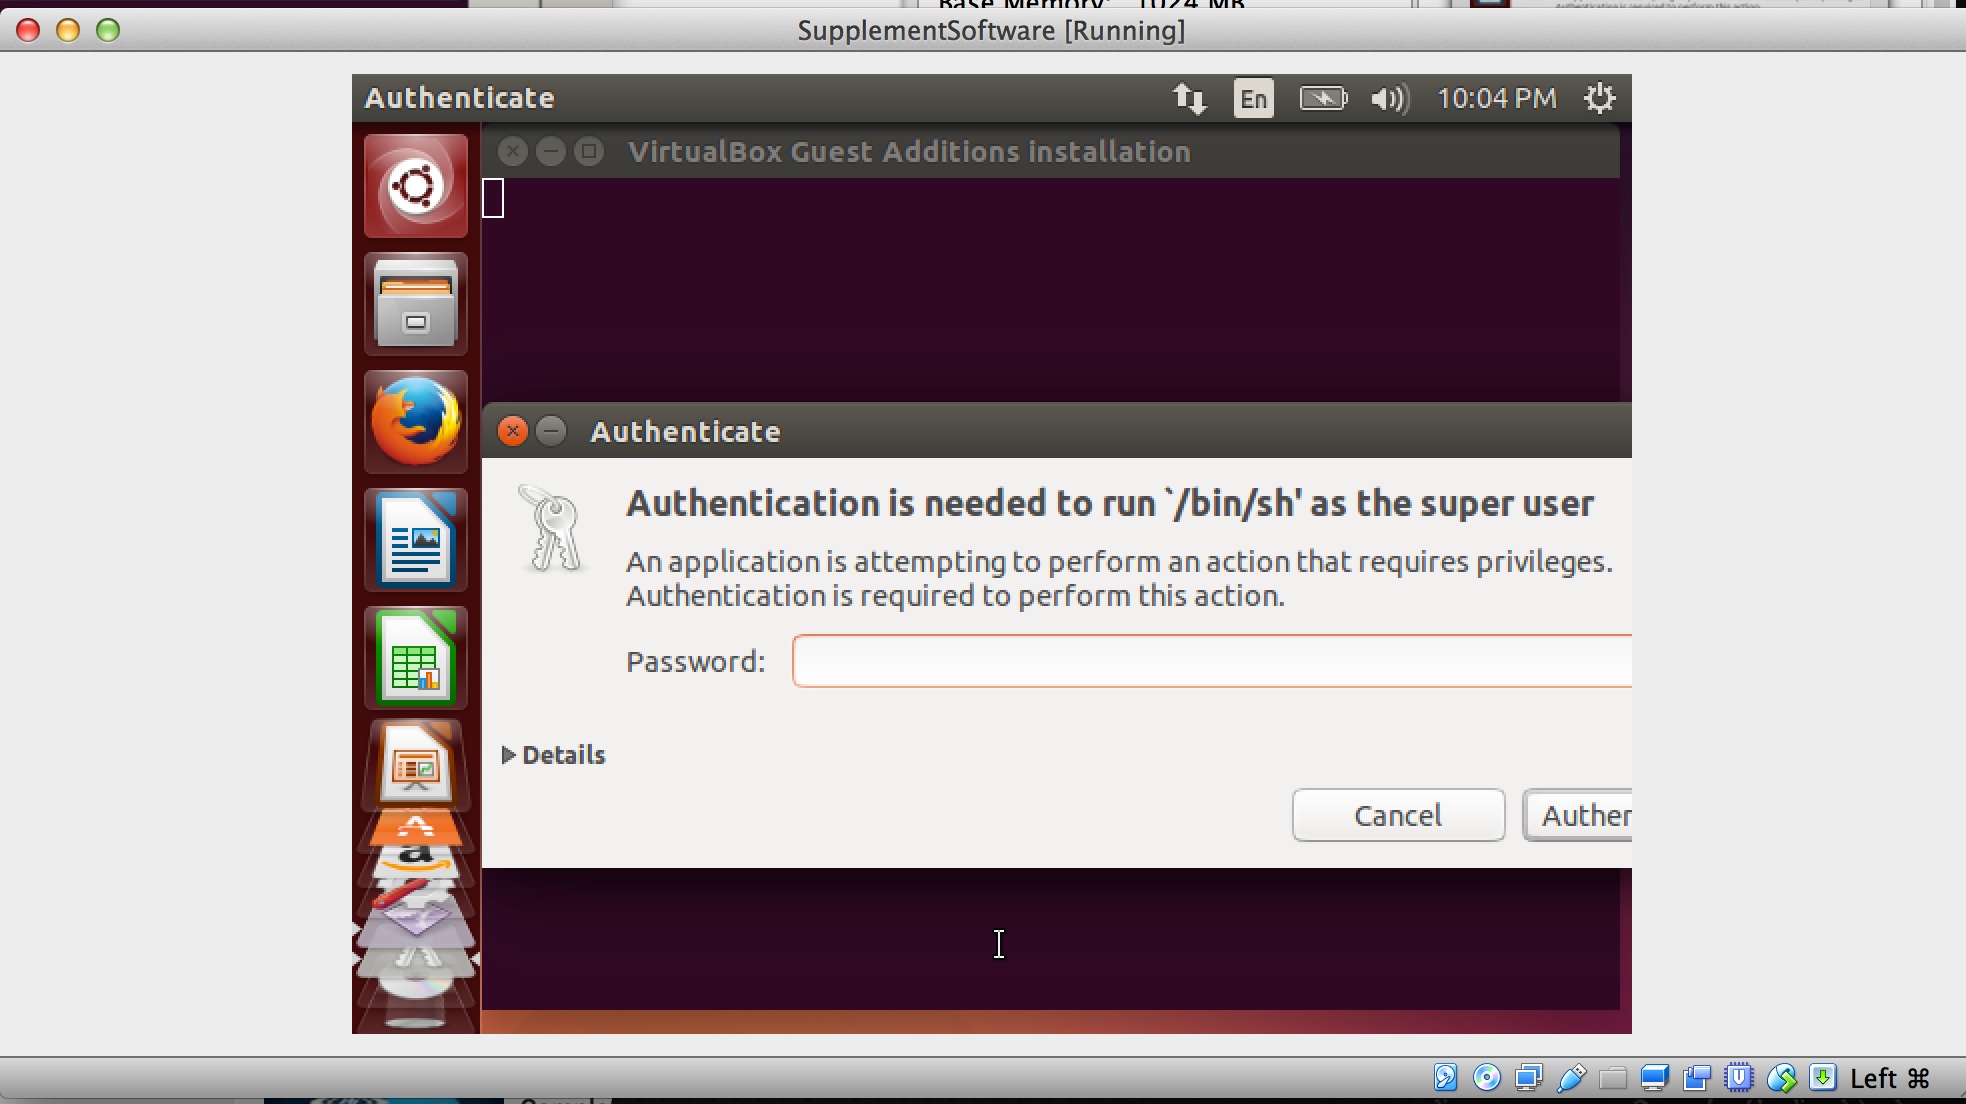 Base Memory: 1024 MB
SupplementSoftware [Running]
Authenticate
En
10:04 PM
VirtualBox Guest Additions installation
Authenticate
Authentication is needed to run `/bin/sh' as the super user
An application is attempting to perform an action that requires privileges.
Authentication is required to perform this action.
Password:
Details
Cancel
Auther
Left ⌘